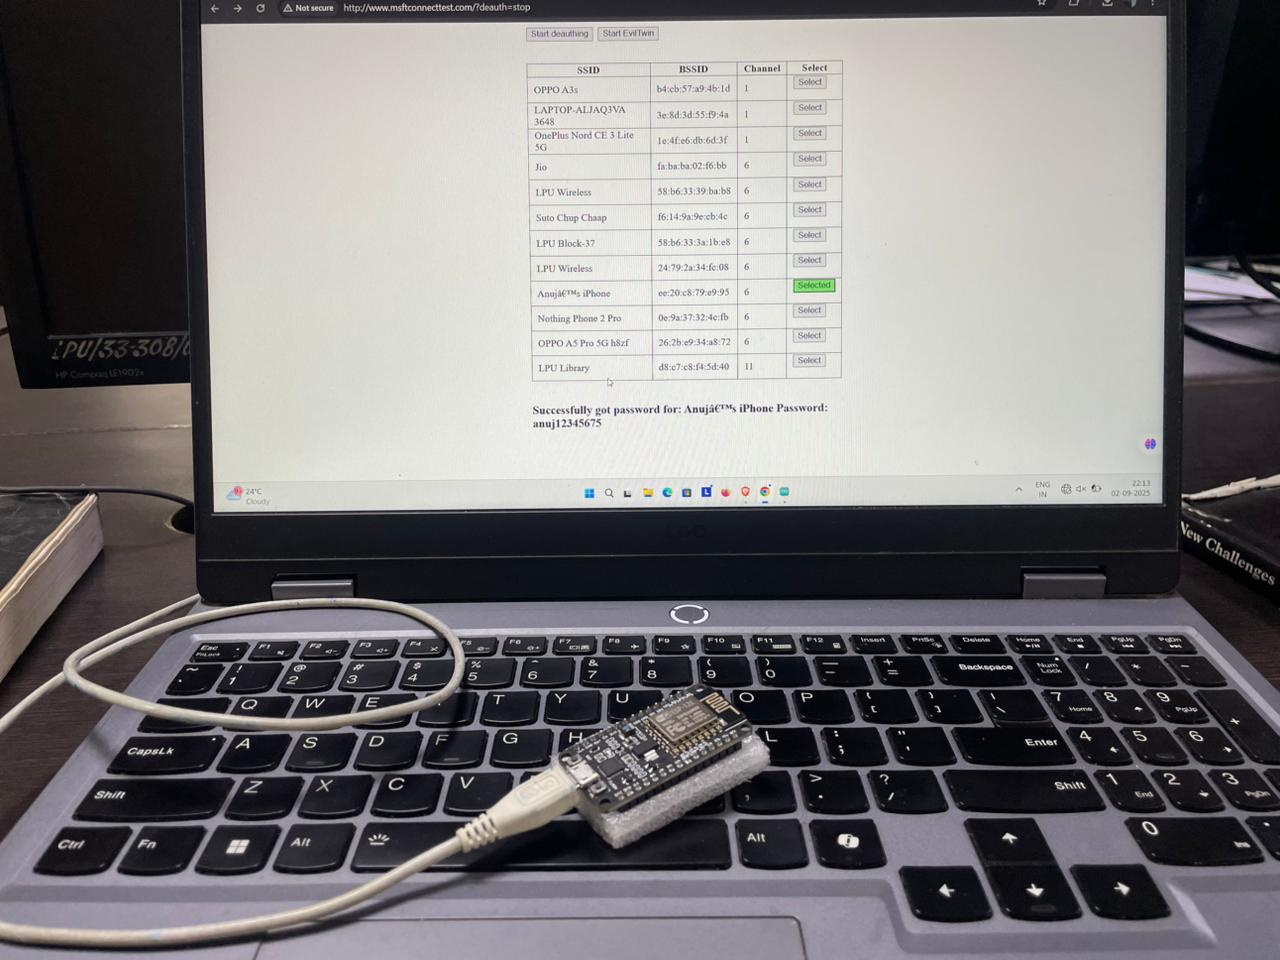 Not secure http://www.msftconnecttest.com/?deauth=stop
Start deauthing Start EvilTwin
SSID BSSID Channel Select
OPPO A3s b4:cb:57:a9:4b:1d 1 Select
LAPTOP-ALJAQ3VA
3648 3e:8d:3d:55:f9:4a 1 Select
OnePlus Nord CE 3 Lite
5G 1e:4f:e6:db:6d:3f 1 Select
Jio fa:ba:ba:02:f6:bb 6 Select
LPU Wireless 58:b6:33:39:ba:b8 6 Select
Suto Chup Chaap f6:14:9a:9e:cb:4c 6 Select
LPU Block-37 58:b6:33:3a:1b:e8 6 Select
LPU Wireless 24:79:2a:34:fc:08 6 Select
Anujâ€™s iPhone ee:20:c8:79:e9:95 6 Selected
Nothing Phone 2 Pro 0e:9a:37:32:4c:fb 6 Select
OPPO A5 Pro 5G h8zf 26:2b:e9:34:a8:72 6 Select
LPU Library d8:c7:c8:f4:5d:40 11 Select
Successfully got password for: Anujâ€™s iPhone Password:
anuj12345675
24°C
Cloudy
ENG
IN
22:13
02-09-2025
LPU/33-308/
HP Compaq LE1902x
New Challenges
Esc F1 F2 F3 F4 F5 F6 F7 F8 F9 F10 F11 F12 Insert PrtSc Delete Home End PgUp PgDn
FnLock
~ ! @ # $ % ^ & * ( ) _ + Backspace Num Lock / * -
1 2 3 4 5 6 7 8 9 0 - =
Q W E T Y U O P { } | 7 8 9 +
[ ] \ Home PgUp
CapsLk A S D F G H L : " Enter 4 5 6
; '
Shift Z X C V > ? Shift 1 2 3
. / End PgDn
Ctrl Fn Alt Alt 0
Ins